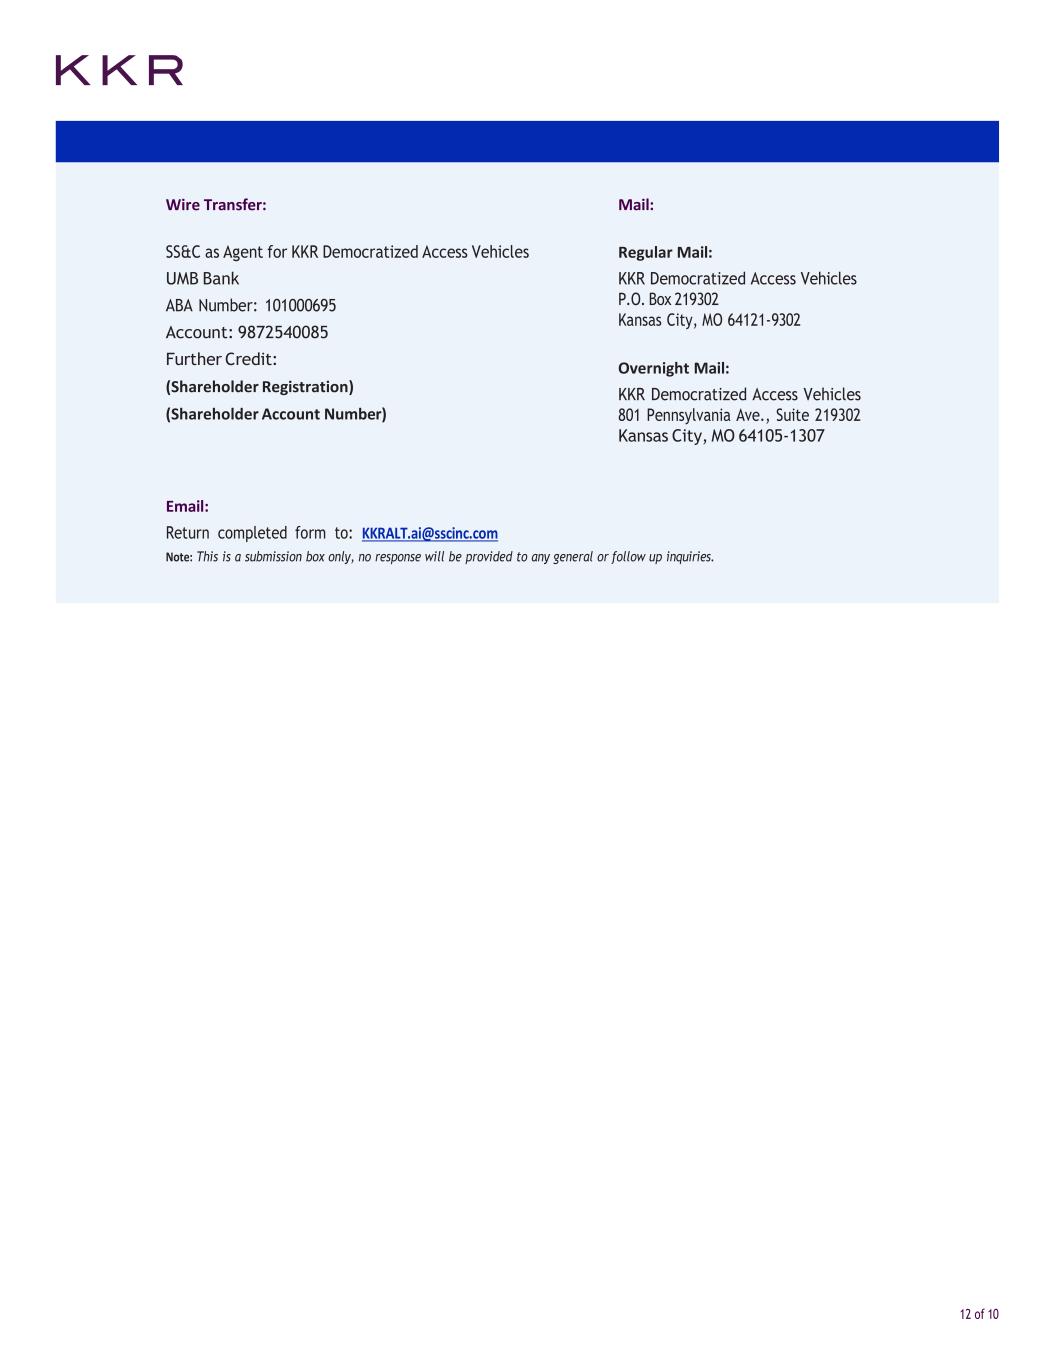 KKR
Wire Transfer:
SS&C as Agent for KKR Democratized Access Vehicles
UMB Bank
ABA Number: 101000695
Account: 9872540085
Further Credit:
(Shareholder Registration)
(Shareholder Account Number)
Mail:
Regular Mail:
KKR Democratized Access Vehicles
P.O. Box 219302
Kansas City, MO 64121-9302
Overnight Mail:
KKR Democratized Access Vehicles
801 Pennsylvania Ave., Suite 219302
Kansas City, MO 64105-1307
Email:
Return completed form to: KKRALT.ai@sscinc.com
Note: This is a submission box only, no response will be provided to any general or follow up inquiries.
12 of 10